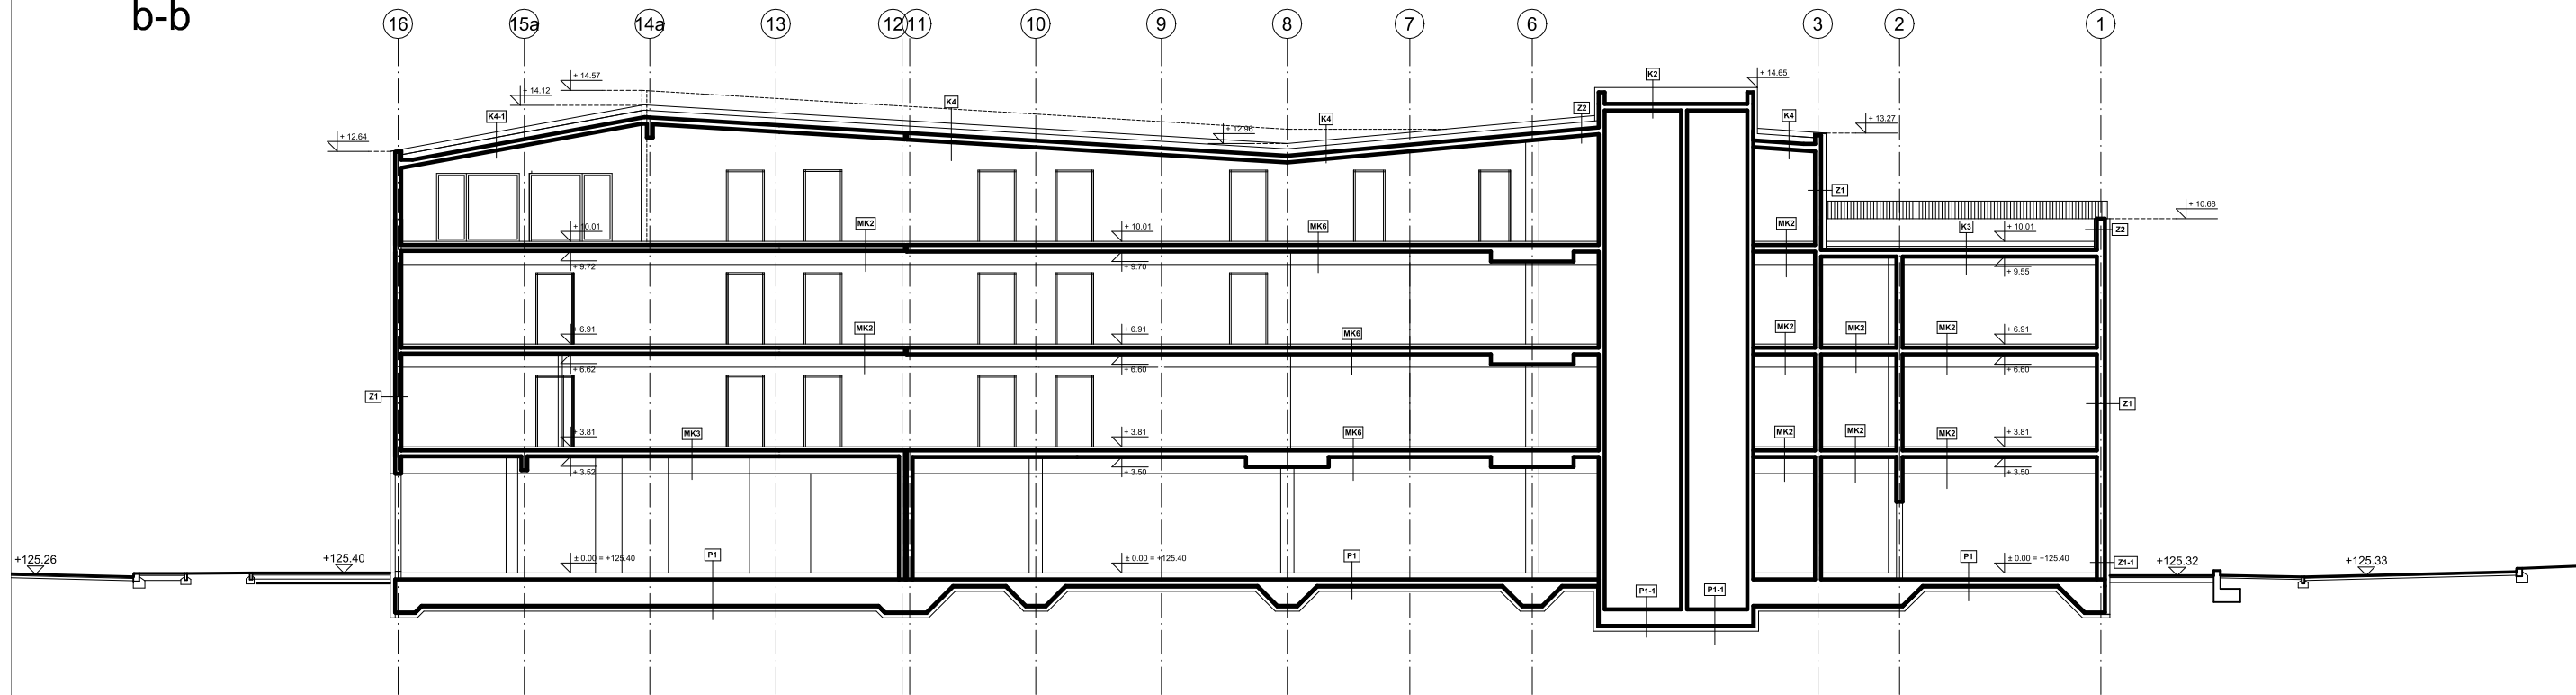 b-b
16 15a 14a 13 12 11 10 9 8 7 6 3 2 1
+ 14.57
K2
+ 14.65
+ 14.12
K4-1
K4
Z2
K4
K4
+ 12.64
+ 12.96
+ 13.27
Z1
+ 10.68
+ 10.01
MK2
+ 10.01
MK6
MK2
K3
+ 10.01
Z2
+ 9.72
+ 9.70
+ 9.55
+ 6.91
MK2
+ 6.91
MK6
MK2
MK2
MK2
+ 6.91
+ 6.62
+ 6.60
+ 6.60
Z1
Z1
+ 3.81
MK3
+ 3.81
MK6
MK2
MK2
MK2
+ 3.81
+ 3.52
+ 3.50
+ 3.50
+125.26
+125.40
± 0.00 = +125.40
P1
± 0.00 = +125.40
P1
P1
± 0.00 = +125.40
Z1-1
+125.32
+125.33
P1-1
P1-1